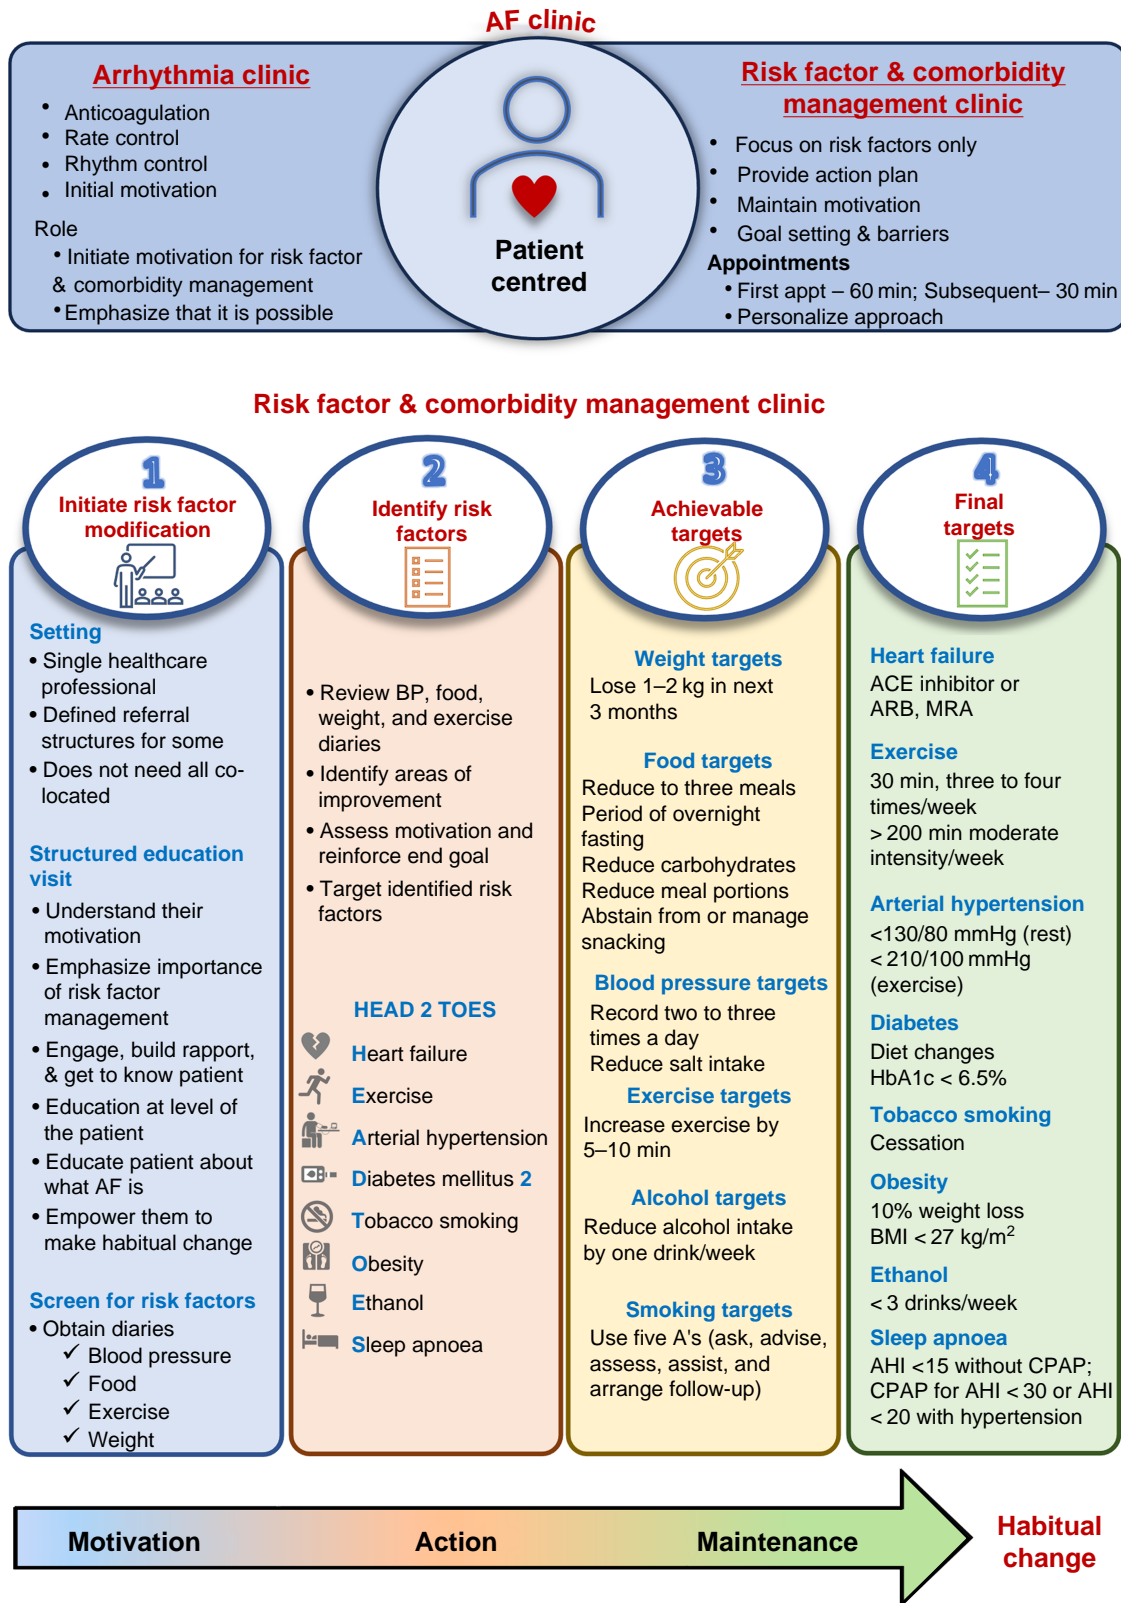 AF clinic
Arrhythmia clinic
• Anticoagulation
• Rate control
• Rhythm control
• Initial motivation
Role
• Initiate motivation for risk factor
& comorbidity management
• Emphasize that it is possible
Patient
centred
Risk factor & comorbidity
management clinic
• Focus on risk factors only
• Provide action plan
• Maintain motivation
• Goal setting & barriers
Appointments
• First appt – 60 min; Subsequent– 30 min
• Personalize approach
Risk factor & comorbidity management clinic
1
Initiate risk factor
modification
Setting
• Single healthcare
professional
• Defined referral
structures for some
• Does not need all co-
located
Structured education
visit
• Understand their
motivation
• Emphasize importance
of risk factor
management
• Engage, build rapport,
& get to know patient
• Education at level of
the patient
• Educate patient about
what AF is
• Empower them to
make habitual change
Screen for risk factors
• Obtain diaries
✓ Blood pressure
✓ Food
✓ Exercise
✓ Weight
2
Identify risk
factors
• Review BP, food,
weight, and exercise
diaries
• Identify areas of
improvement
• Assess motivation and
reinforce end goal
• Target identified risk
factors
HEAD 2 TOES
Heart failure
Exercise
Arterial hypertension
Diabetes mellitus 2
Tobacco smoking
Obesity
Ethanol
Sleep apnoea
3
Achievable
targets
Weight targets
Lose 1–2 kg in next
3 months
Food targets
Reduce to three meals
Period of overnight
fasting
Reduce carbohydrates
Reduce meal portions
Abstain from or manage
snacking
Blood pressure targets
Record two to three
times a day
Reduce salt intake
Exercise targets
Increase exercise by
5–10 min
Alcohol targets
Reduce alcohol intake
by one drink/week
Smoking targets
Use five A's (ask, advise,
assess, assist, and
arrange follow-up)
4
Final
targets
Heart failure
ACE inhibitor or
ARB, MRA
Exercise
30 min, three to four
times/week
> 200 min moderate
intensity/week
Arterial hypertension
<130/80 mmHg (rest)
< 210/100 mmHg
(exercise)
Diabetes
Diet changes
HbA1c < 6.5%
Tobacco smoking
Cessation
Obesity
10% weight loss
BMI < 27 kg/m²
Ethanol
< 3 drinks/week
Sleep apnoea
AHI <15 without CPAP;
CPAP for AHI < 30 or AHI
< 20 with hypertension
Motivation
Action
Maintenance
Habitual
change